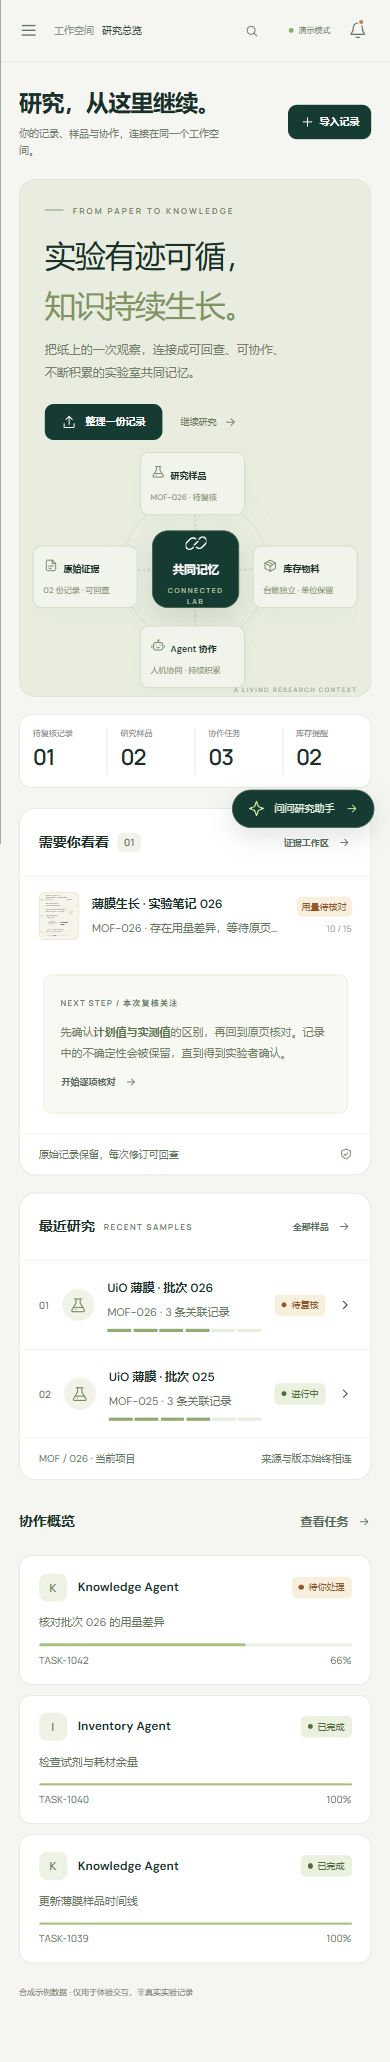 工作空间 研究总览
演示模式
研究，从这里继续。
你的记录、样品与协作，连接在同一个工作空
间。
导入记录
FROM PAPER TO KNOWLEDGE
实验有迹可循，
知识持续生长。
把纸上的一次观察，连接成可回查、可协作、
不断积累的实验室共同记忆。
整理一份记录
继续研究
研究样品
MOF-026 · 待复核
原始证据
02 份记录 · 可回查
共同记忆
CONNECTED
LAB
库存物料
台账独立 · 单位保留
Agent 协作
人机协同 · 持续积累
A LIVING RESEARCH CONTEXT
待复核记录
01
研究样品
02
协作任务
03
库存提醒
02
问问研究助手
需要你看看 01
证据工作区
薄膜生长 · 实验笔记 026
用量待核对
MOF-026 · 存在用量差异，等待原页...
10 / 15
NEXT STEP / 本次复核关注
先确认计划值与实测值的区别，再回到原页核对。记录
中的不确定性会被保留，直到得到实验者确认。
开始逐项核对
原始记录保留，每次修订可回查
最近研究 RECENT SAMPLES
全部样品
01
UiO 薄膜 · 批次 026
MOF-026 · 3 条关联记录
待复核
02
UiO 薄膜 · 批次 025
MOF-025 · 3 条关联记录
进行中
MOF / 026 · 当前项目
来源与版本始终相连
协作概览
查看任务
K
Knowledge Agent
待你处理
核对批次 026 的用量差异
TASK-1042
66%
I
Inventory Agent
已完成
检查试剂与耗材余量
TASK-1040
100%
K
Knowledge Agent
已完成
更新薄膜样品时间线
TASK-1039
100%
合成示例数据 · 仅用于体验交互，非真实实验记录